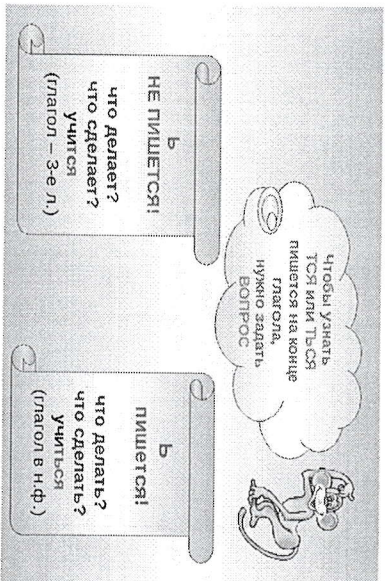 Чтобы узнать
ТСЯ или ТЬСЯ
пишется на конце
глагола,
нужно задать
ВОПРОС
Ь
НЕ ПИШЕТСЯ!
что делает?
что сделает?
учится
(глагол – 3-е л.)
Ь
пишется!
что делать?
что сделать?
учиться
(глагол в н.ф.)